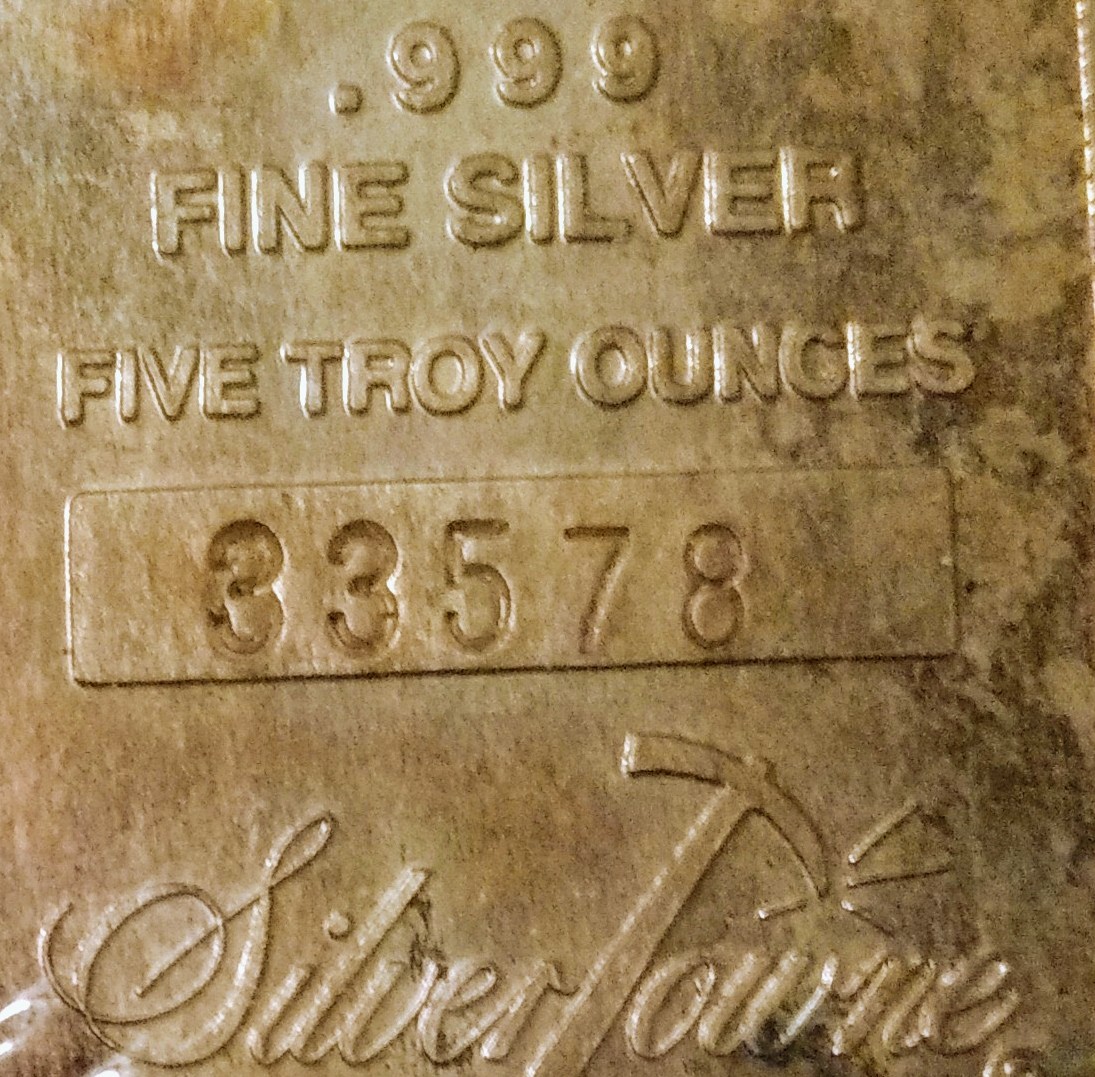 .999
FINE SILVER
FIVE TROY OUNCES
33578
SilverTowne